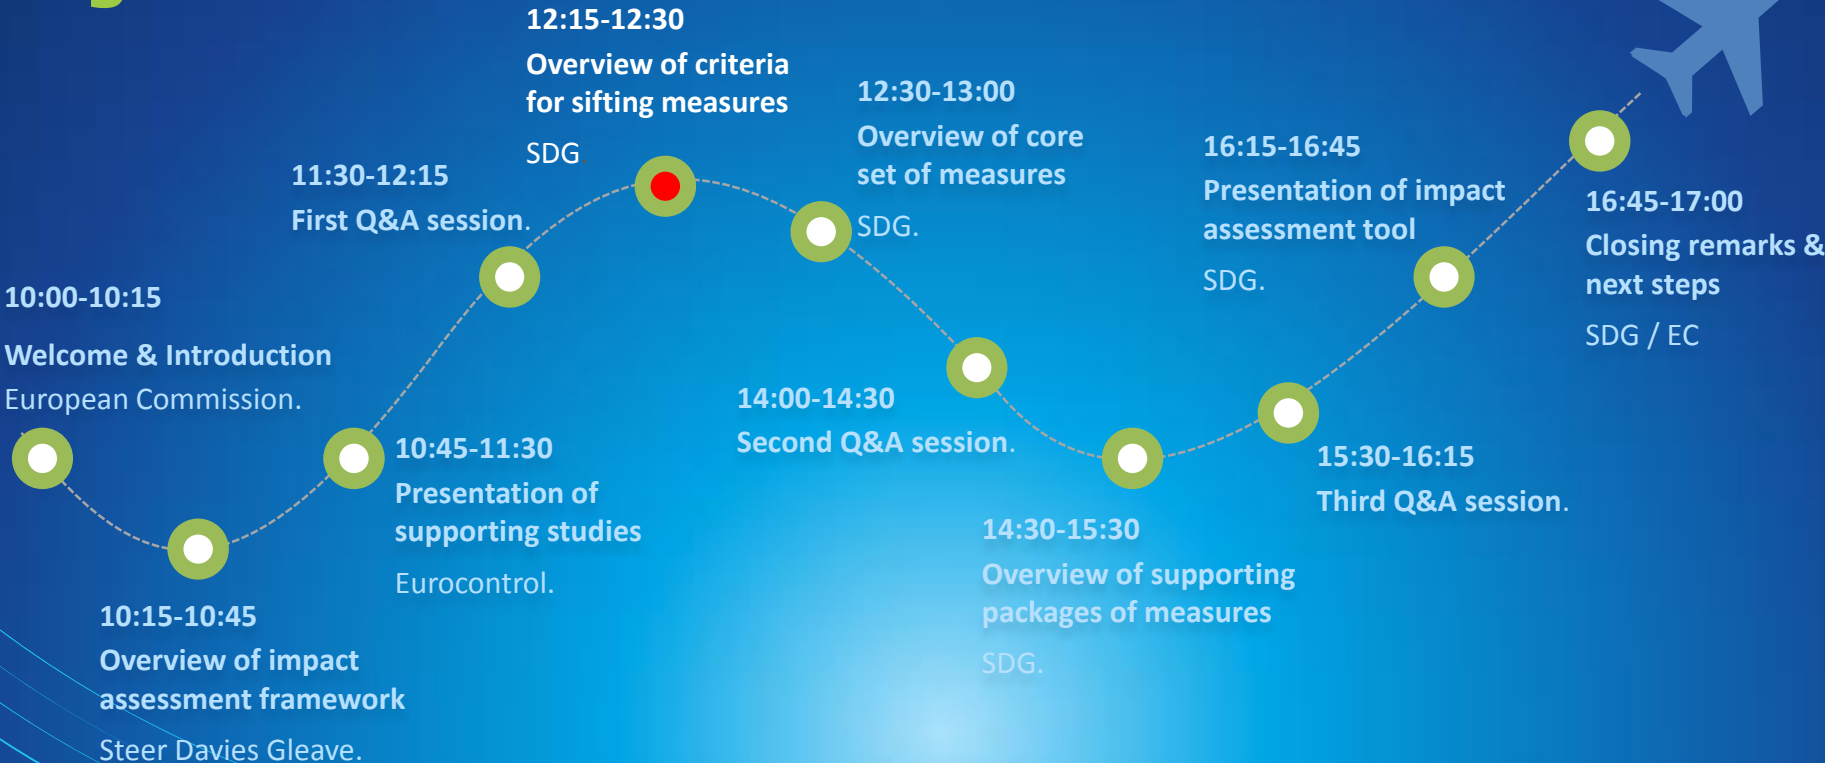 10:00-10:15
Welcome & Introduction
European Commission.
10:15-10:45
Overview of impact
assessment framework
Steer Davies Gleave.
10:45-11:30
Presentation of
supporting studies
Eurocontrol.
11:30-12:15
First Q&A session.
12:15-12:30
Overview of criteria
for sifting measures
SDG
12:30-13:00
Overview of core
set of measures
SDG.
14:00-14:30
Second Q&A session.
14:30-15:30
Overview of supporting
packages of measures
SDG.
15:30-16:15
Third Q&A session.
16:15-16:45
Presentation of impact
assessment tool
SDG.
16:45-17:00
Closing remarks &
next steps
SDG / EC